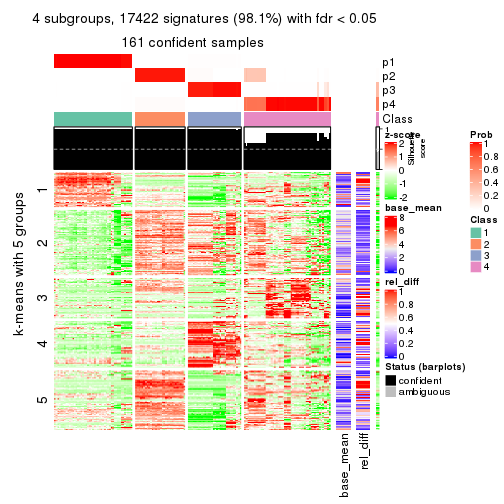 4 subgroups, 17422 signatures (98.1%) with fdr < 0.05
161 confident samples
p1
p2
p3
p4
Class
1
Silhouette
score
z-score
2
1
0
-1
-2
Prob
1
0.8
0.6
0.4
0.2
0
base_mean
8
6
4
2
0
Class
1
2
3
4
rel_diff
1
0.8
0.6
0.4
0.2
0
Status (barplots)
confident
ambiguous
k-means with 5 groups
1
2
3
4
5
base_mean
rel_diff